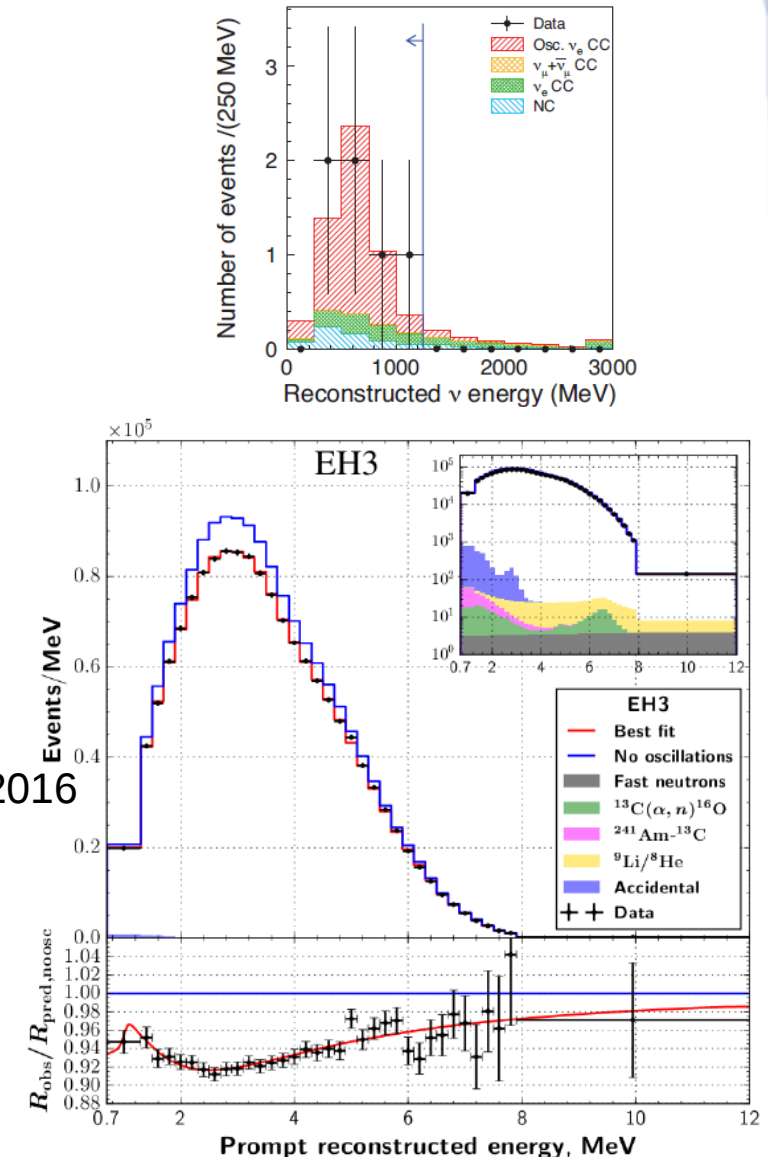 Number of events /(250 MeV)
3
2
1
0
Data
Osc. νe CC
νμ+ν̅μ CC
νe CC
NC
0 1000 2000 3000
Reconstructed ν energy (MeV)
×10⁵
EH3
1.0
0.8
0.6
0.4
0.2
0.0
Events/MeV
2016
10⁵
10⁴
10³
10²
10¹
10⁰
0.7 2 4 6 8 10 12
EH3
Best fit
No oscillations
Fast neutrons
¹³C(α, n)¹⁶O
²⁴¹Am-¹³C
⁹Li/⁸He
Accidental
Data
Robs/Rpred,noosc
1.04
1.02
1.00
0.98
0.96
0.94
0.92
0.90
0.88
0.7 2 4 6 8 10 12
Prompt reconstructed energy, MeV